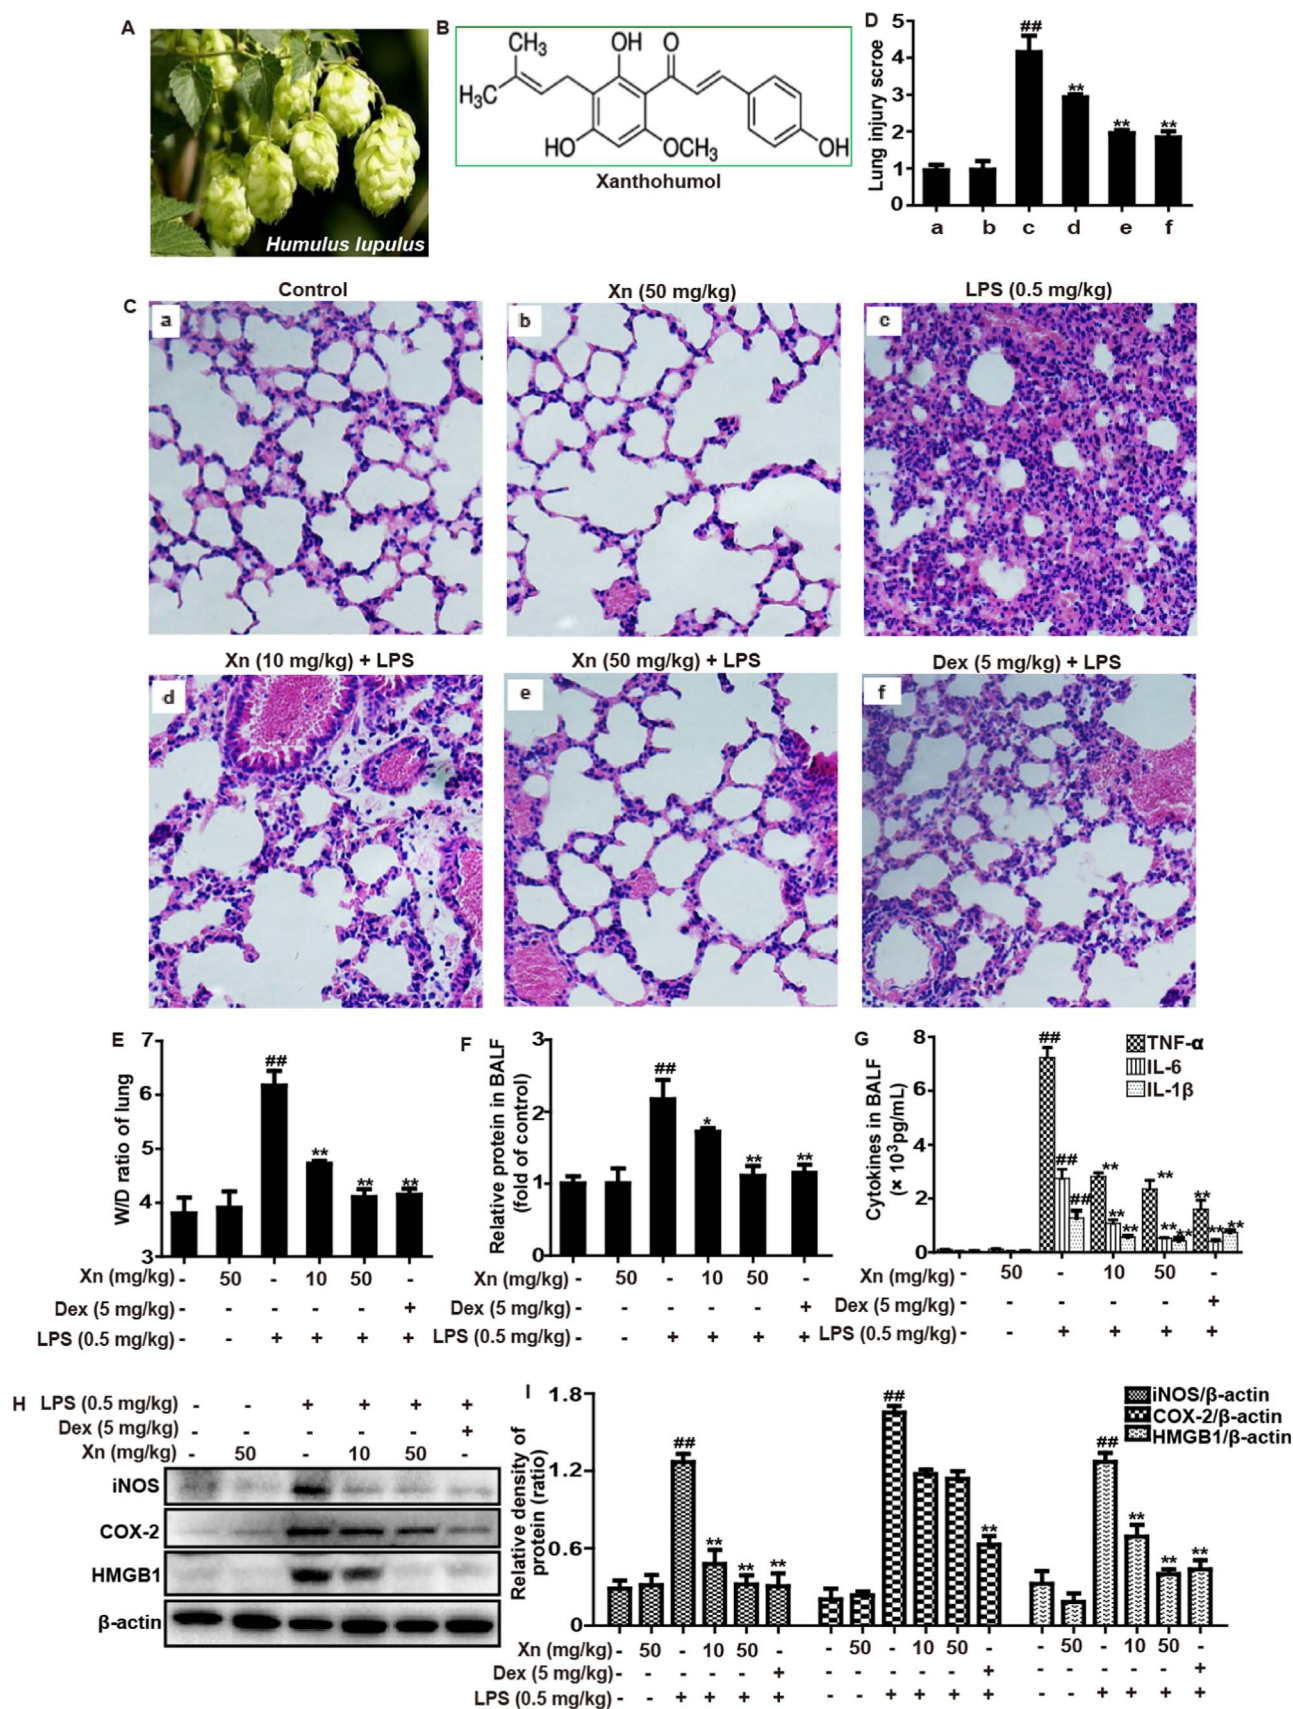 A
Humulus lupulus
B
CH₃
OH
O
H₃C
HO
OCH₃
OH
Xanthohumol
D
Lung injury scroe
5
4
3
2
1
0
##
**
**
**
a b c d e f
C
Control
Xn (50 mg/kg)
LPS (0.5 mg/kg)
a
b
c
Xn (10 mg/kg) + LPS
Xn (50 mg/kg) + LPS
Dex (5 mg/kg) + LPS
d
e
f
E
W/D ratio of lung
7
6
5
4
3
##
**
**
**
Xn (mg/kg) - 50 - 10 50 -
Dex (5 mg/kg) - - - - - +
LPS (0.5 mg/kg) - - + + + +
F
Relative protein in BALF
(fold of control)
3
2
1
0
##
*
**
**
Xn (mg/kg) - 50 - 10 50 -
Dex (5 mg/kg) - - - - - +
LPS (0.5 mg/kg) - - + + + +
G
Cytokines in BALF
(× 10³pg/mL)
8
6
4
2
0
TNF-α
IL-6
IL-1β
##
##
##
**
**
**
**
**
**
**
**
**
- 50 - 10 50 -
Dex (5 mg/kg) - - - - - +
LPS (0.5 mg/kg) - - + + + +
H
LPS (0.5 mg/kg) - - + + + +
Dex (5 mg/kg) - - - - - +
Xn (mg/kg) - 50 - 10 50 -
iNOS
COX-2
HMGB1
β-actin
I
Relative density of
protein (ratio)
1.8
1.2
0.6
0
iNOS/β-actin
COX-2/β-actin
HMGB1/β-actin
##
**
**
**
##
**
##
**
**
**
Xn (mg/kg) - 50 - 10 50 - - 50 - 10 50 - - 50 - 10 50 -
Dex (5 mg/kg) - - - - - + - - - - - + - - - - - +
LPS (0.5 mg/kg) - - + + + + - - + + + + - - + + + +